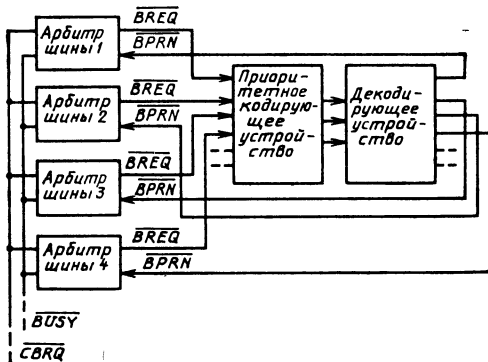 Арбитр
шины 1
BREQ
BPRN
Арбитр
шины 2
BREQ
BPRN
Арбитр
шины 3
BREQ
BPRN
Арбитр
шины 4
BREQ
BPRN
Приори-
тетное
кодирую-
щее
устрой-
ство
Декоди-
рующее
устрой-
ство
BUSY
CBRQ